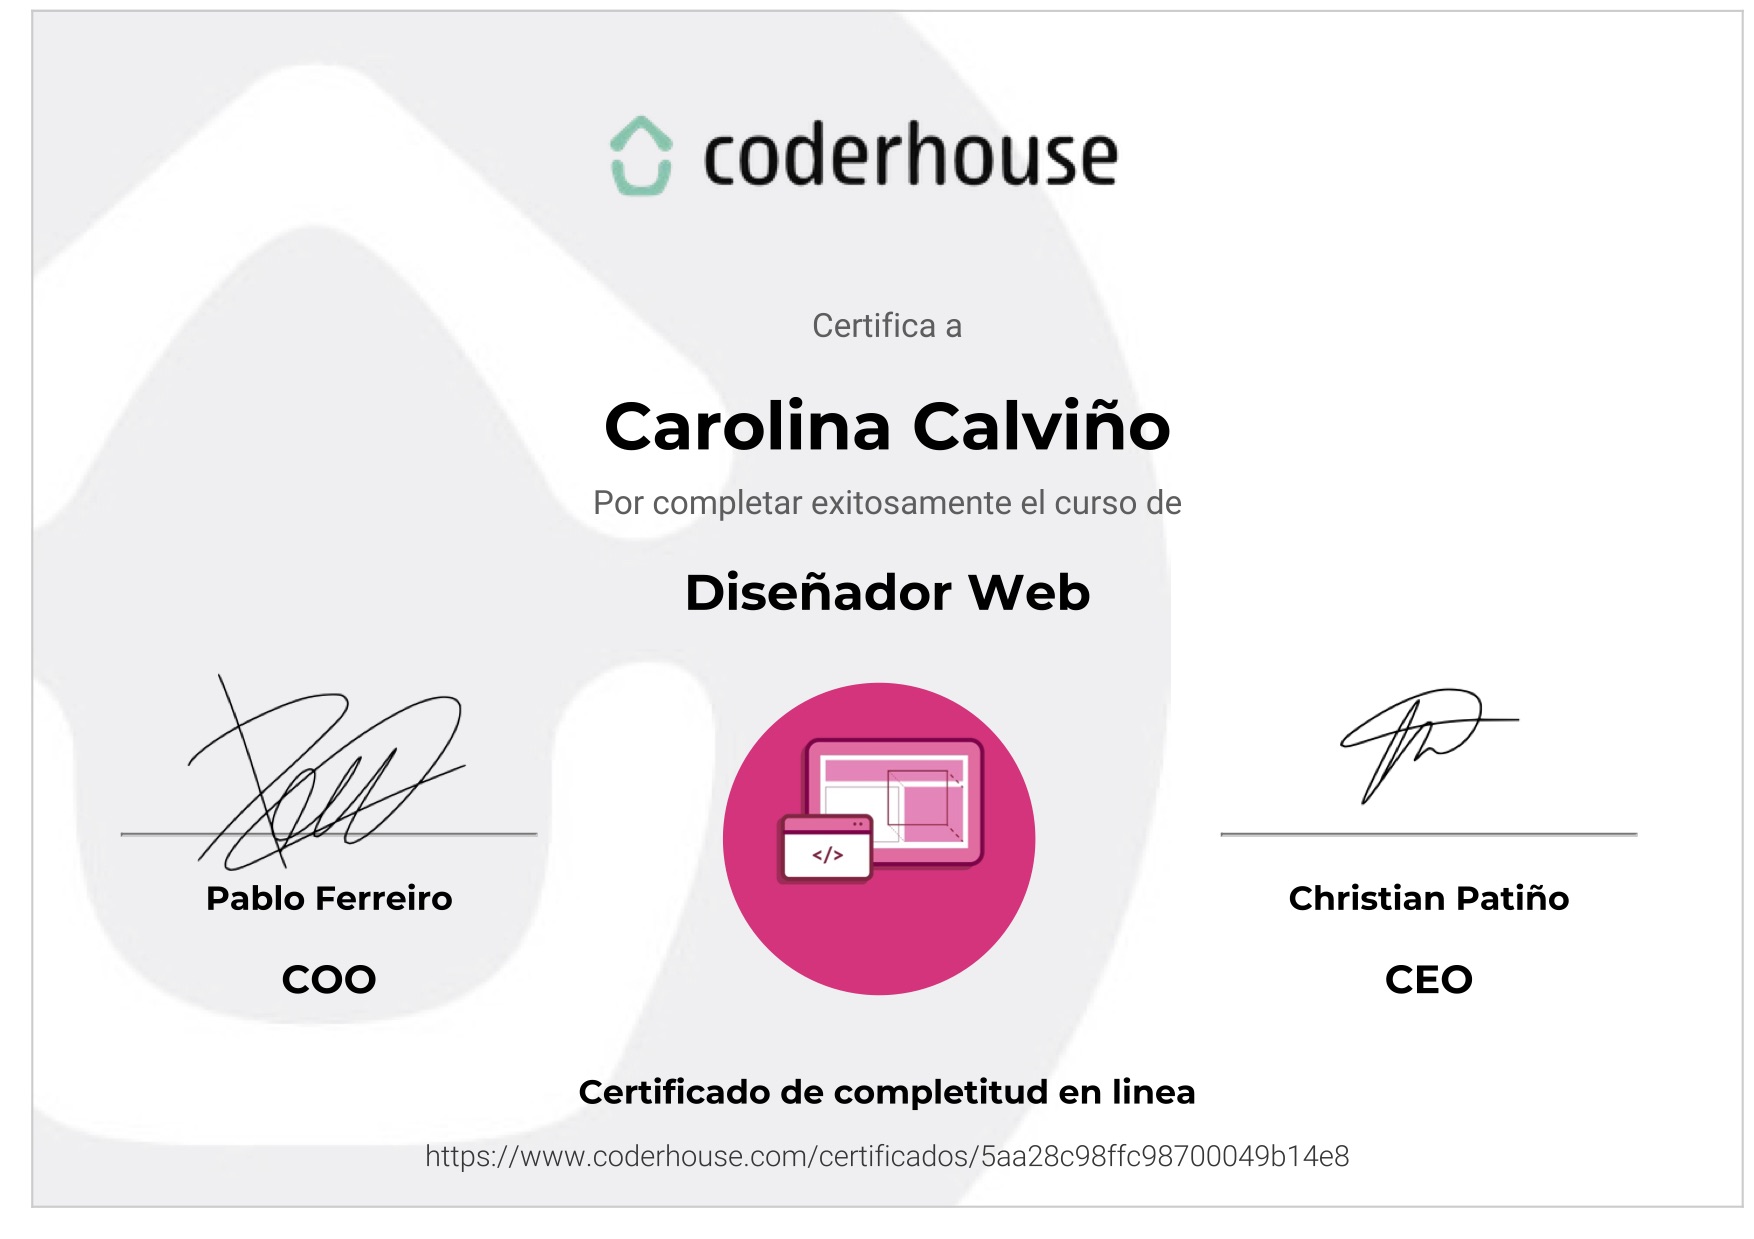 coderhouse
Certifica a
Carolina Calviño
Por completar exitosamente el curso de
Diseñador Web
</>
Pablo Ferreiro
Christian Patiño
COO
CEO
Certificado de completitud en linea
https://www.coderhouse.com/certificados/5aa28c98ffc98700049b14e8